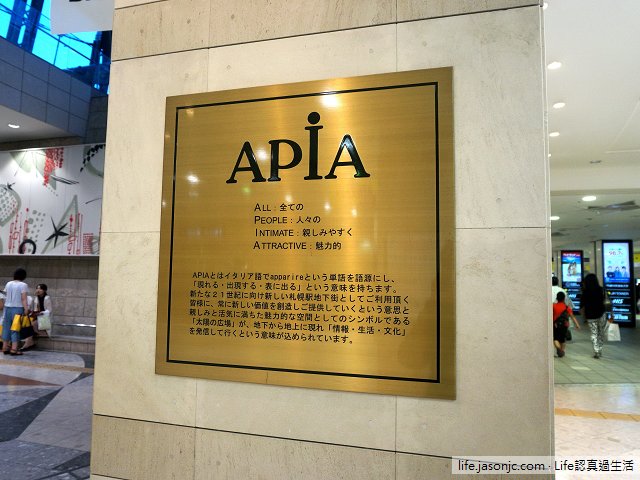 APIA
ALL：全ての
PEOPLE：人々の
INTIMATE：親しみやすく
ATTRACTIVE：魅力的
APIAとはイタリア語でapparireという単語を語源にし、
「現れる・出現する・表に出る」という意味を持ちます。
新たな21世紀に向け新しい札幌駅地下街としてご利用頂く
皆様に、常に新しい価値を創造しご提供していくという意思と
親しみと活気に満ちた魅力的な空間としてのシンボルである
「太陽の広場」が、地下から地上に現れ「情報・生活・文化」
を発信して行くという意味が込められています。
life.jasonjc.com · Life認真過生活